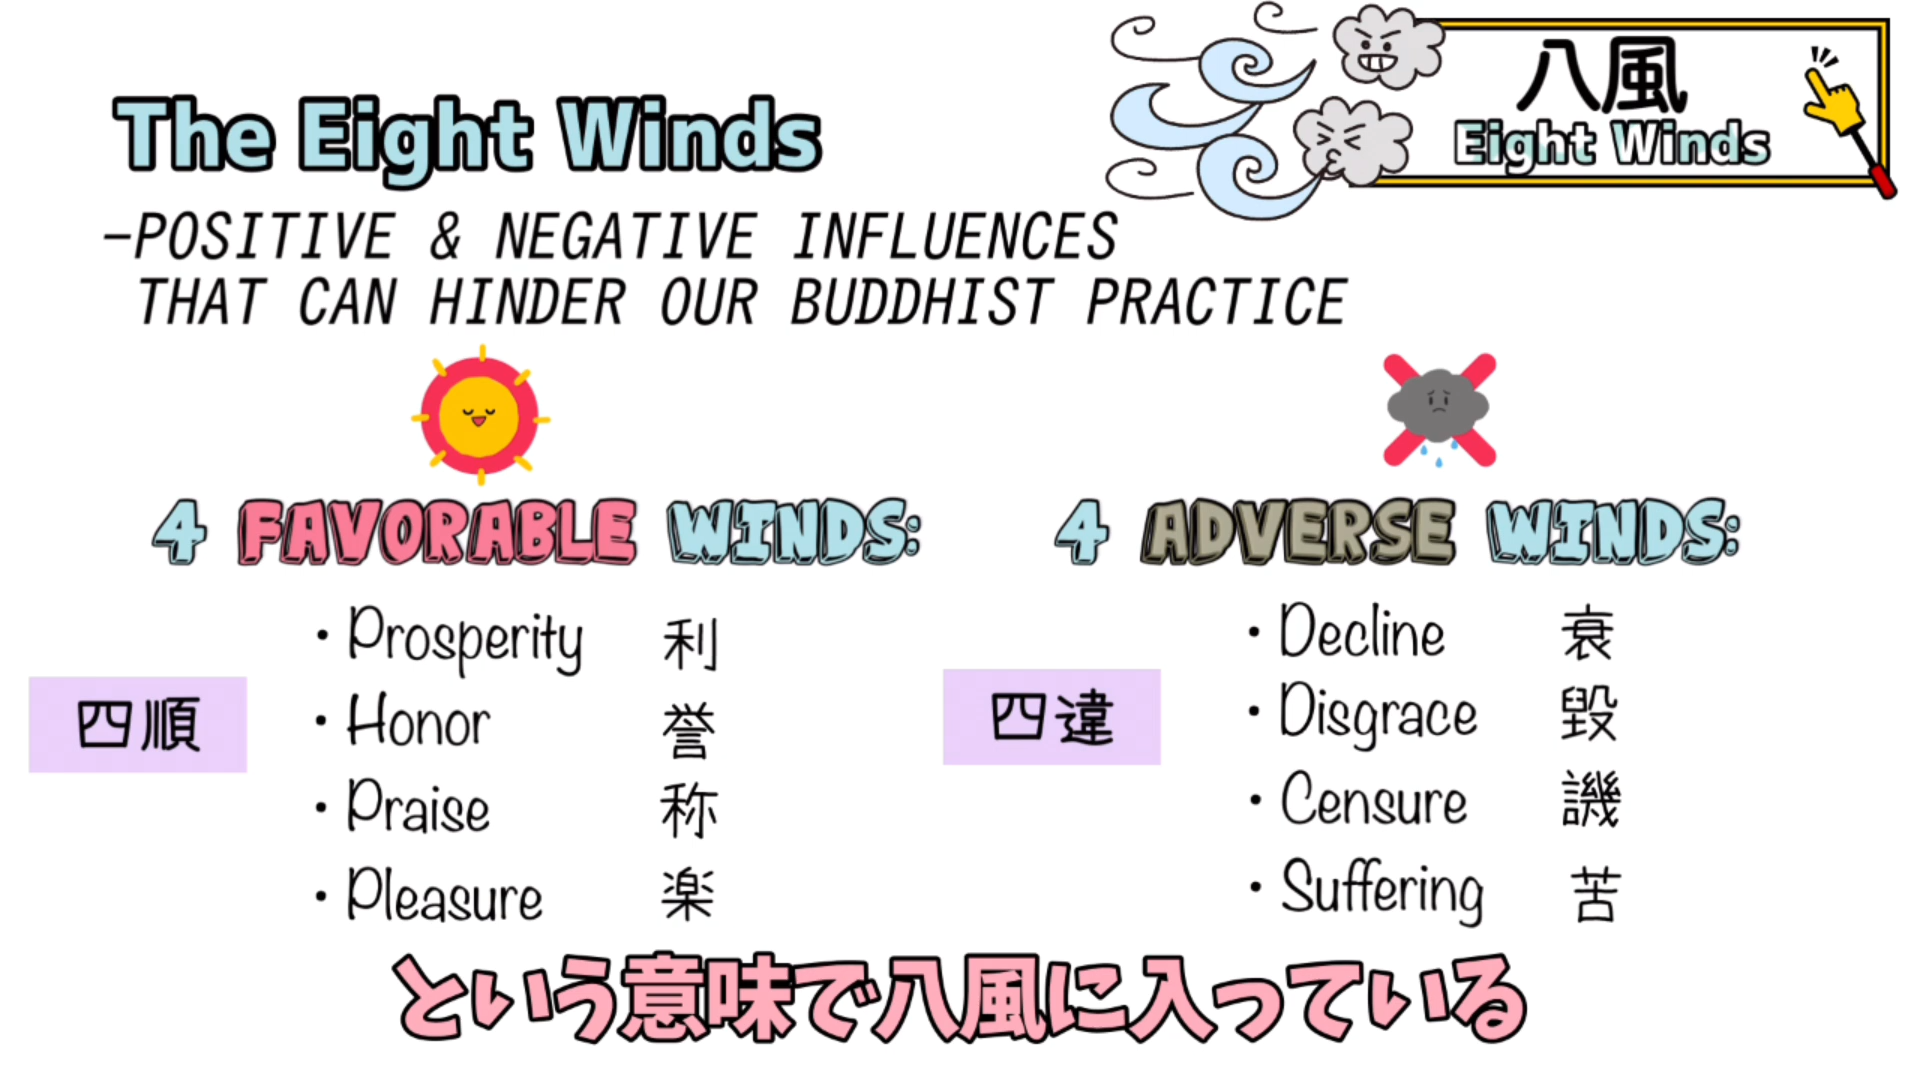 八風
Eight Winds
The Eight Winds
-POSITIVE & NEGATIVE INFLUENCES
THAT CAN HINDER OUR BUDDHIST PRACTICE
4 FAVORABLE WINDS:
四順
・Prosperity 利
・Honor 誉
・Praise 称
・Pleasure 楽
4 ADVERSE WINDS:
四違
・Decline 衰
・Disgrace 毀
・Censure 譏
・Suffering 苦
という意味で八風に入っている